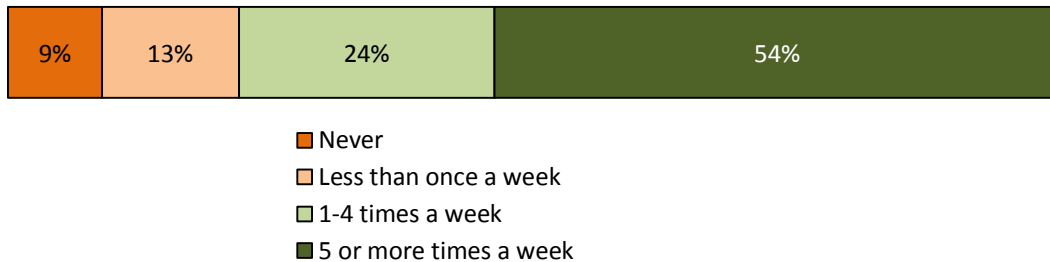 9% 13% 24% 54%
Never
Less than once a week
1-4 times a week
5 or more times a week